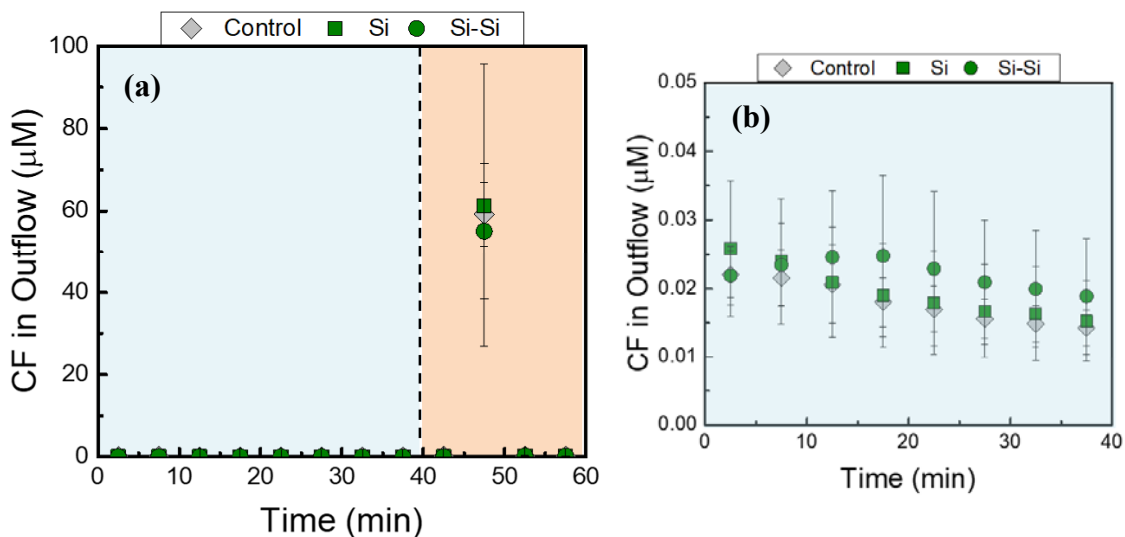 Control Si Si-Si
(a)
CF in Outflow (μM)
100
80
60
40
20
0
0 10 20 30 40 50 60
Time (min)
Control Si Si-Si
(b)
CF in Outflow (μM)
0.05
0.04
0.03
0.02
0.01
0.00
0 10 20 30 40
Time (min)